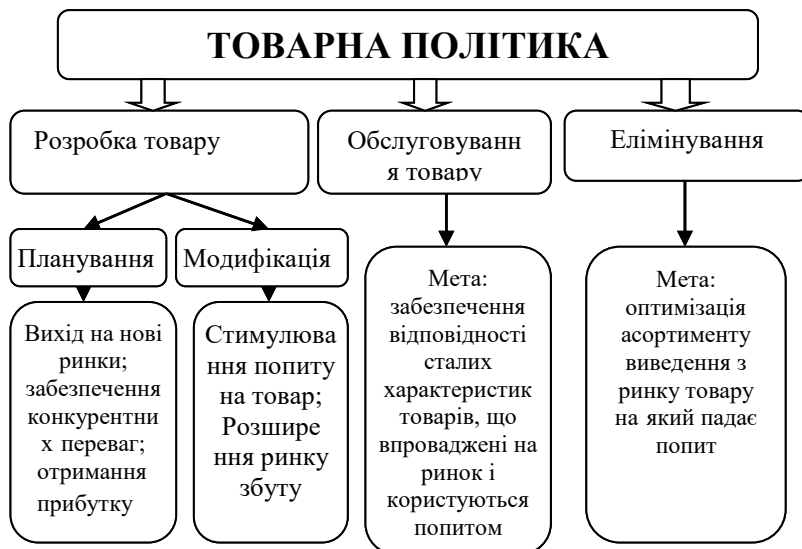 ТОВАРНА ПОЛІТИКА
Розробка товару
Обслуговуванн
я товару
Елімінування
Планування
Модифікація
Вихід на нові
ринки;
забезпечення
конкурентни
х переваг;
отримання
прибутку
Стимулюва
ння попиту
на товар;
Розшире
ння ринку
збуту
Мета:
забезпечення
відповідності
сталих
характеристик
товарів, що
впроваджені на
ринок і
користуються
попитом
Мета:
оптимізація
асортименту
виведення з
ринку товару
на який падає
попит